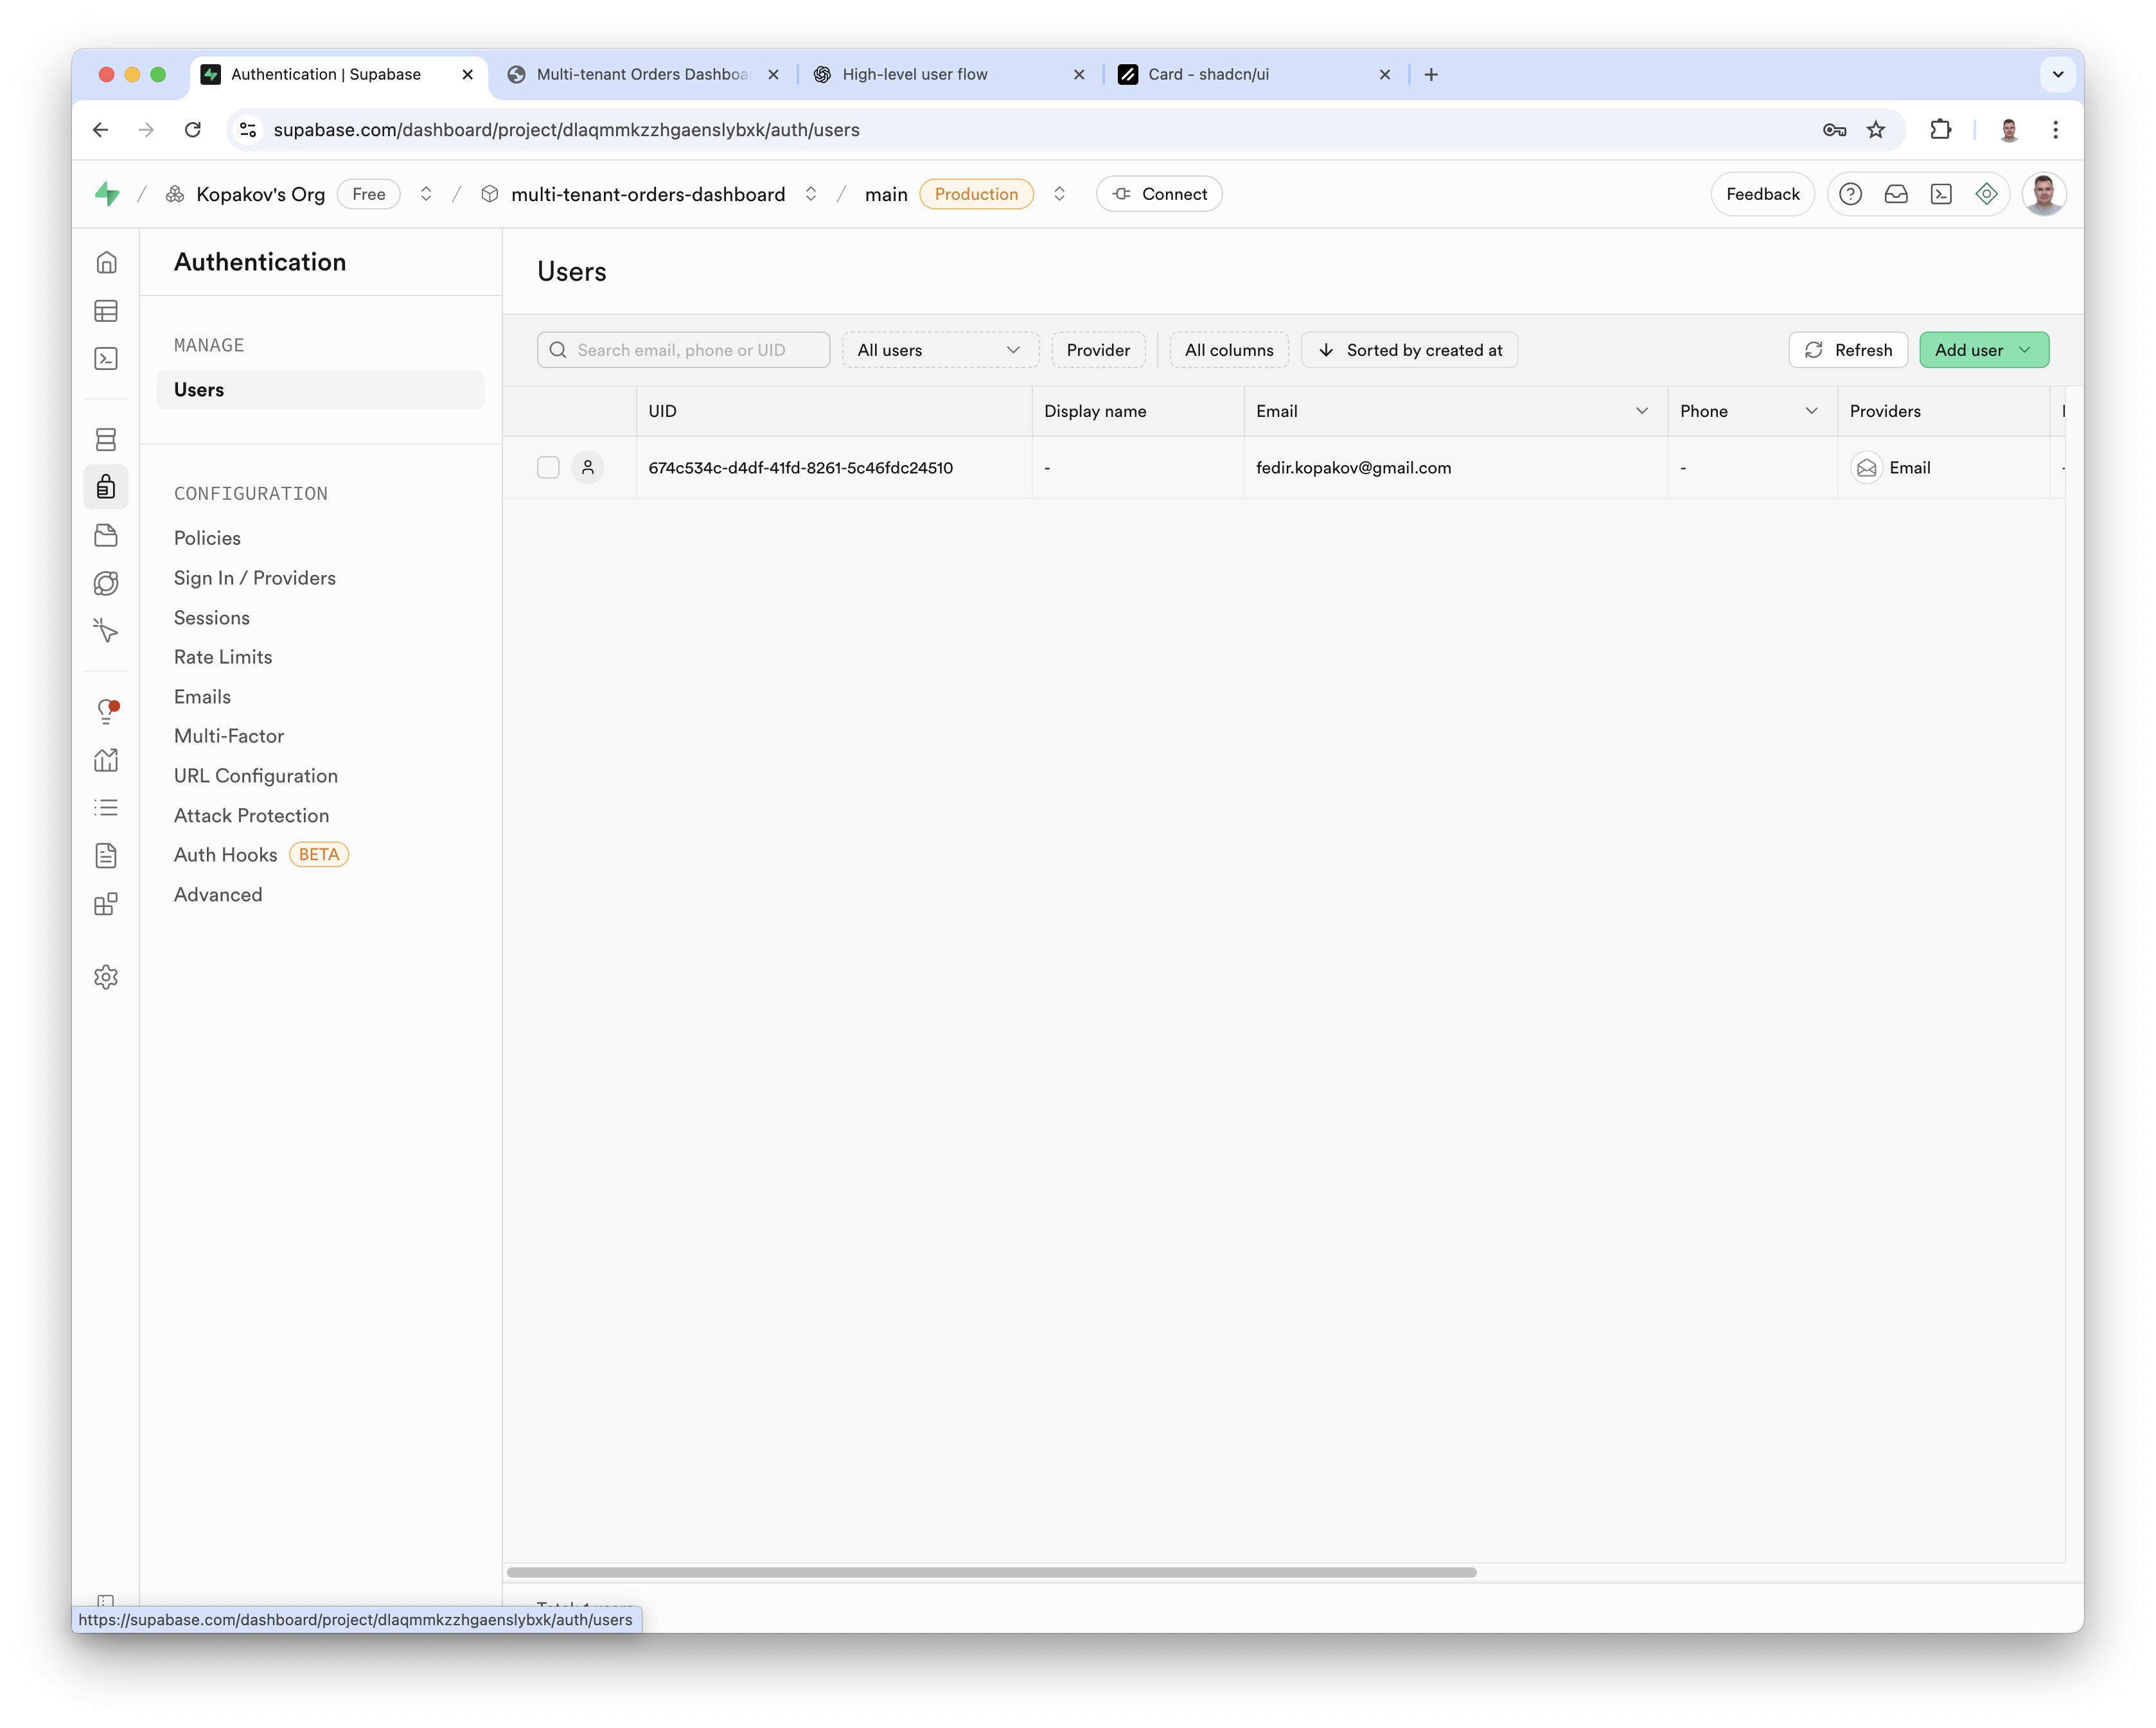 Authentication | Supabase
Multi-tenant Orders Dashboa
High-level user flow
Card - shadcn/ui
supabase.com/dashboard/project/dlaqmmkzzhgaenslybxk/auth/users
/ Kopakov's Org Free / multi-tenant-orders-dashboard / main Production Connect
Feedback
Authentication
MANAGE
Users
CONFIGURATION
Policies
Sign In / Providers
Sessions
Rate Limits
Emails
Multi-Factor
URL Configuration
Attack Protection
Auth Hooks BETA
Advanced
Users
Search email, phone or UID All users Provider All columns Sorted by created at Refresh Add user
UID Display name Email Phone Providers
674c534c-d4df-41fd-8261-5c46fdc24510 - fedir.kopakov@gmail.com - Email
Total: 1 users
https://supabase.com/dashboard/project/dlaqmmkzzhgaenslybxk/auth/users